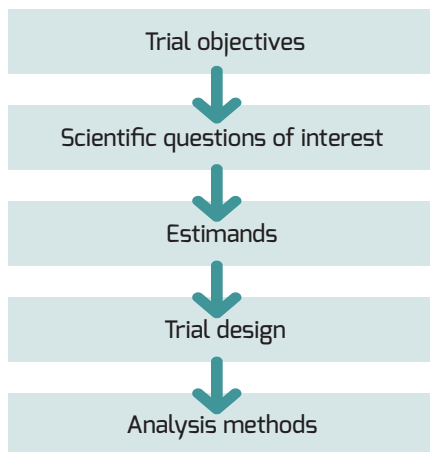 Trial objectives
Scientific questions of interest
Estimands
Trial design
Analysis methods